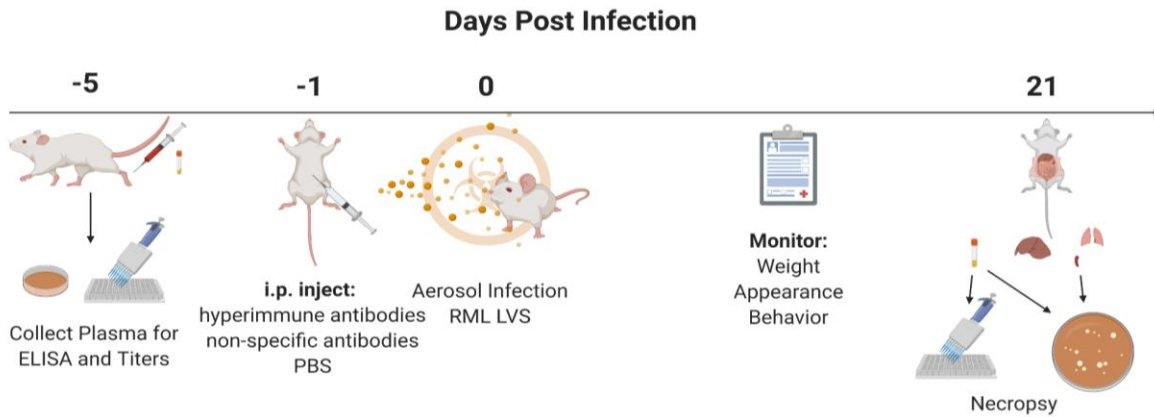 Days Post Infection
-5
-1
0
21
Collect Plasma for
ELISA and Titers
i.p. inject:
hyperimmune antibodies
non-specific antibodies
PBS
Aerosol Infection
RML LVS
Monitor:
Weight
Appearance
Behavior
Necropsy